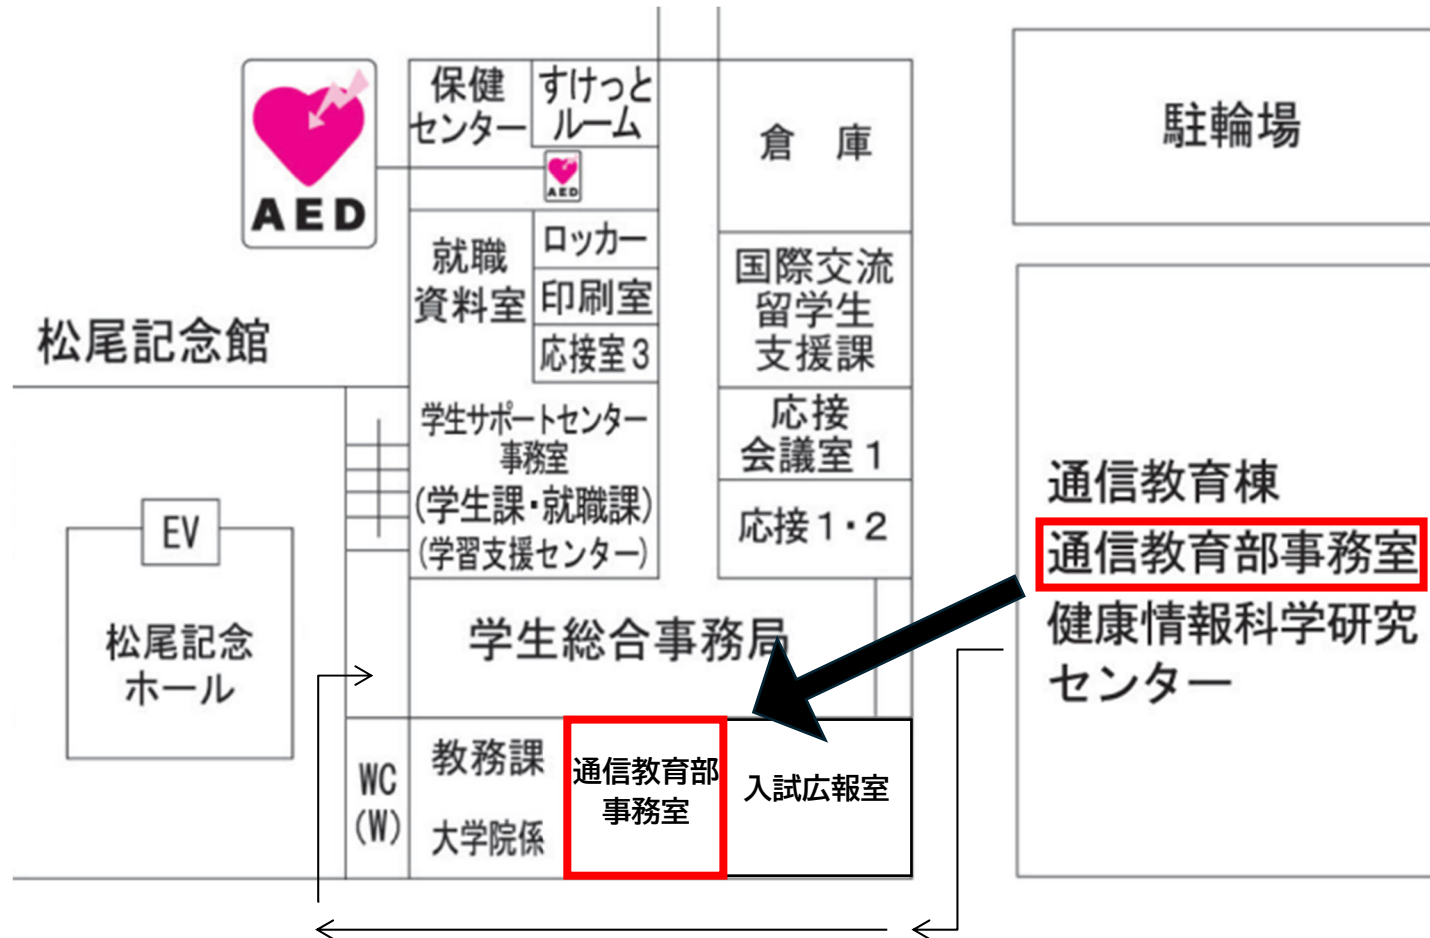 保健
センター
すけっと
ルーム
倉 庫
駐輪場
AED
AED
就職
資料室
ロッカー
印刷室
応接室3
国際交流
留学生
支援課
松尾記念館
応接
会議室1
学生サポートセンター
事務室
(学生課・就職課)
(学習支援センター)
応接1・2
通信教育棟
通信教育部事務室
健康情報科学研究
センター
EV
松尾記念
ホール
学生総合事務局
WC
(W)
教務課
大学院係
通信教育部
事務室
入試広報室